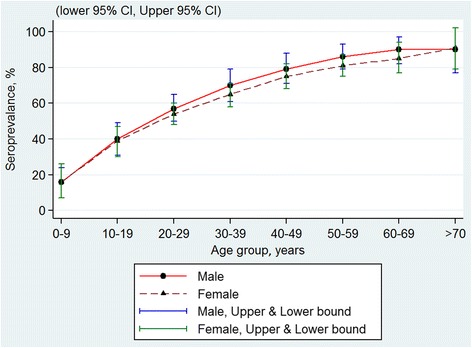 (lower 95% CI, Upper 95% CI)
100
80
60
40
20
0
Seroprevalance, %
0-9 10-19 20-29 30-39 40-49 50-59 60-69 >70
Age group, years
Male
Female
Male, Upper & Lower bound
Female, Upper & Lower bound